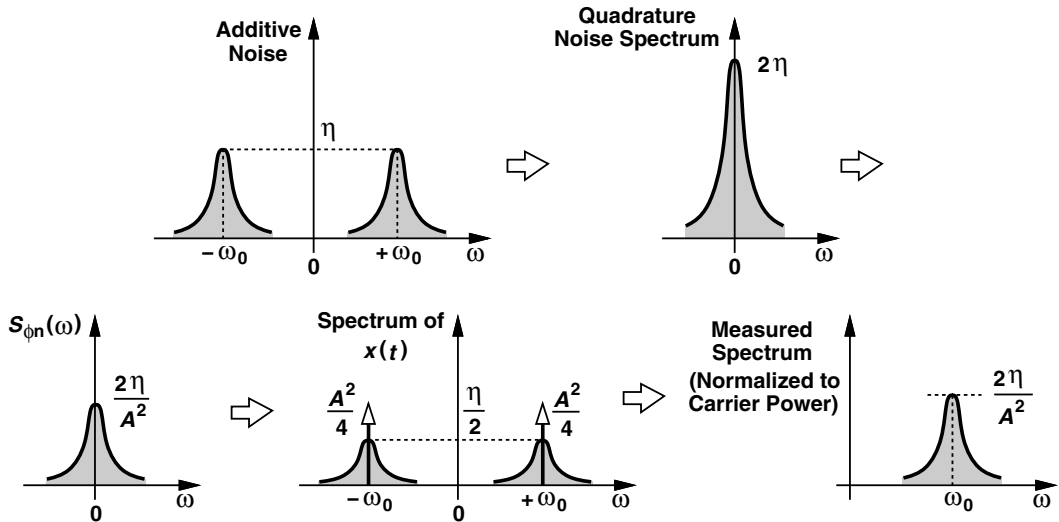 Additive
Noise
η
−ω₀
0
+ω₀
ω
Quadrature
Noise Spectrum
2η
0
ω
S_ϕn(ω)
2η
A²
0
ω
Spectrum of
x(t)
A²
4
η
2
A²
4
−ω₀
0
+ω₀
ω
Measured
Spectrum
(Normalized to
Carrier Power)
2η
A²
ω₀
ω